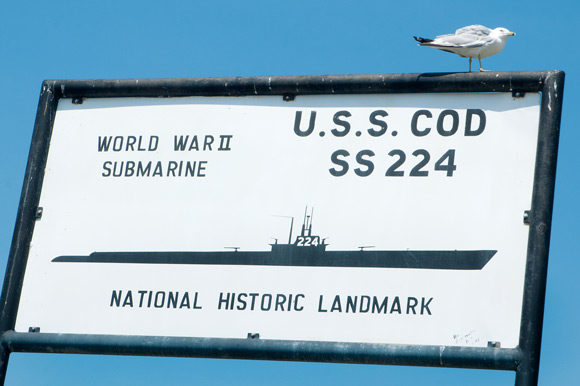 U.S.S. COD
WORLD WAR II
SUBMARINE
SS 224
224
NATIONAL HISTORIC LANDMARK